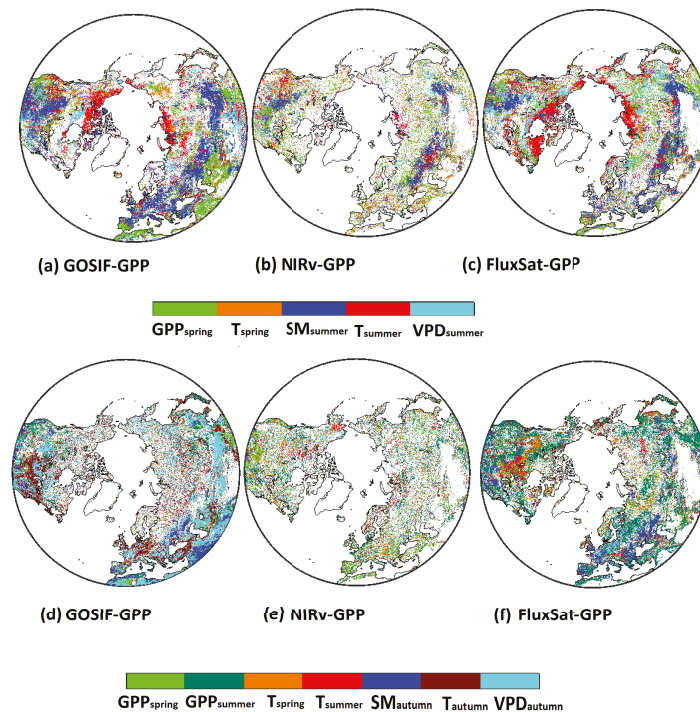 (a) GOSIF-GPP (b) NIRv-GPP (c) FluxSat-GPP
GPPspring Tspring SMsummer Tsummer VPDsummer
(d) GOSIF-GPP (e) NIRv-GPP (f) FluxSat-GPP
GPPspring GPPsummer Tspring Tsummer SMautumn Tautumn VPDautumn